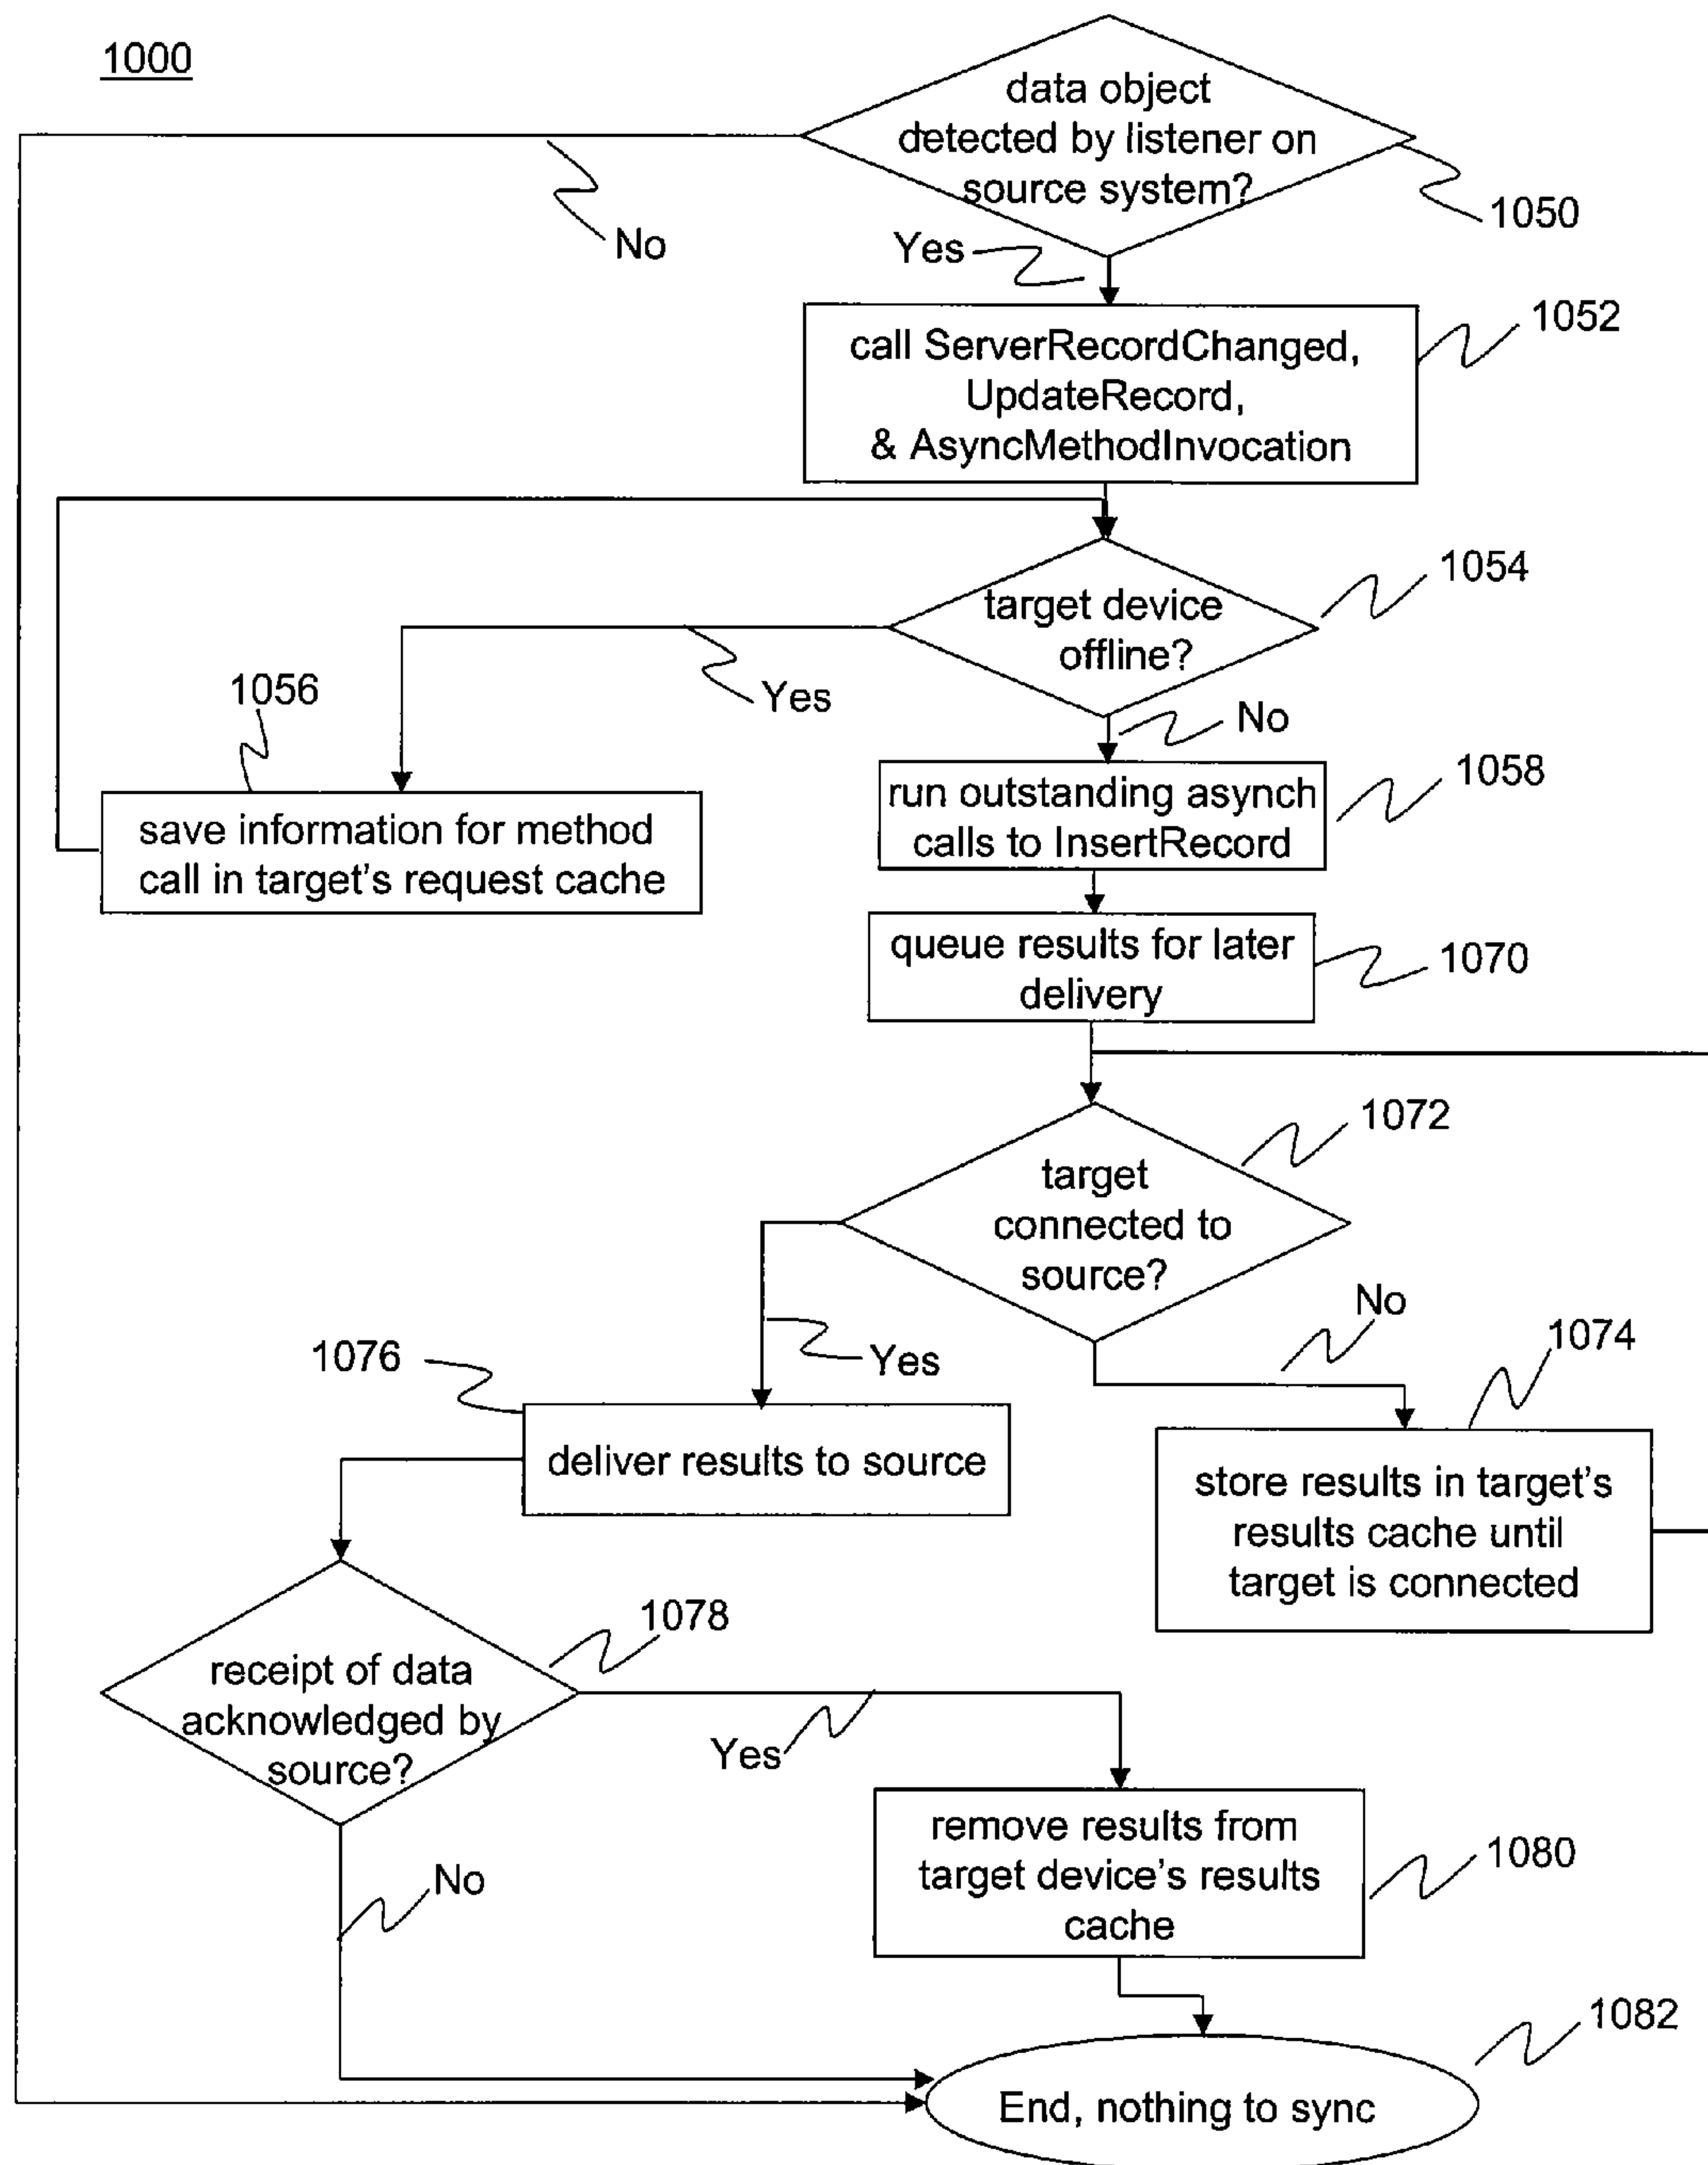 1000
data object
detected by listener on
source system?
1050
No
Yes
1052
call ServerRecordChanged,
UpdateRecord,
& AsyncMethodInvocation
1054
target device
offline?
Yes
1056
No
save information for method
call in target's request cache
1058
run outstanding asynch
calls to InsertRecord
queue results for later
delivery
1070
1072
target
connected to
source?
No
1074
Yes
1076
deliver results to source
store results in target's
results cache until
target is connected
1078
receipt of data
acknowledged by
source?
Yes
remove results from
target device's results
cache
1080
No
1082
End, nothing to sync